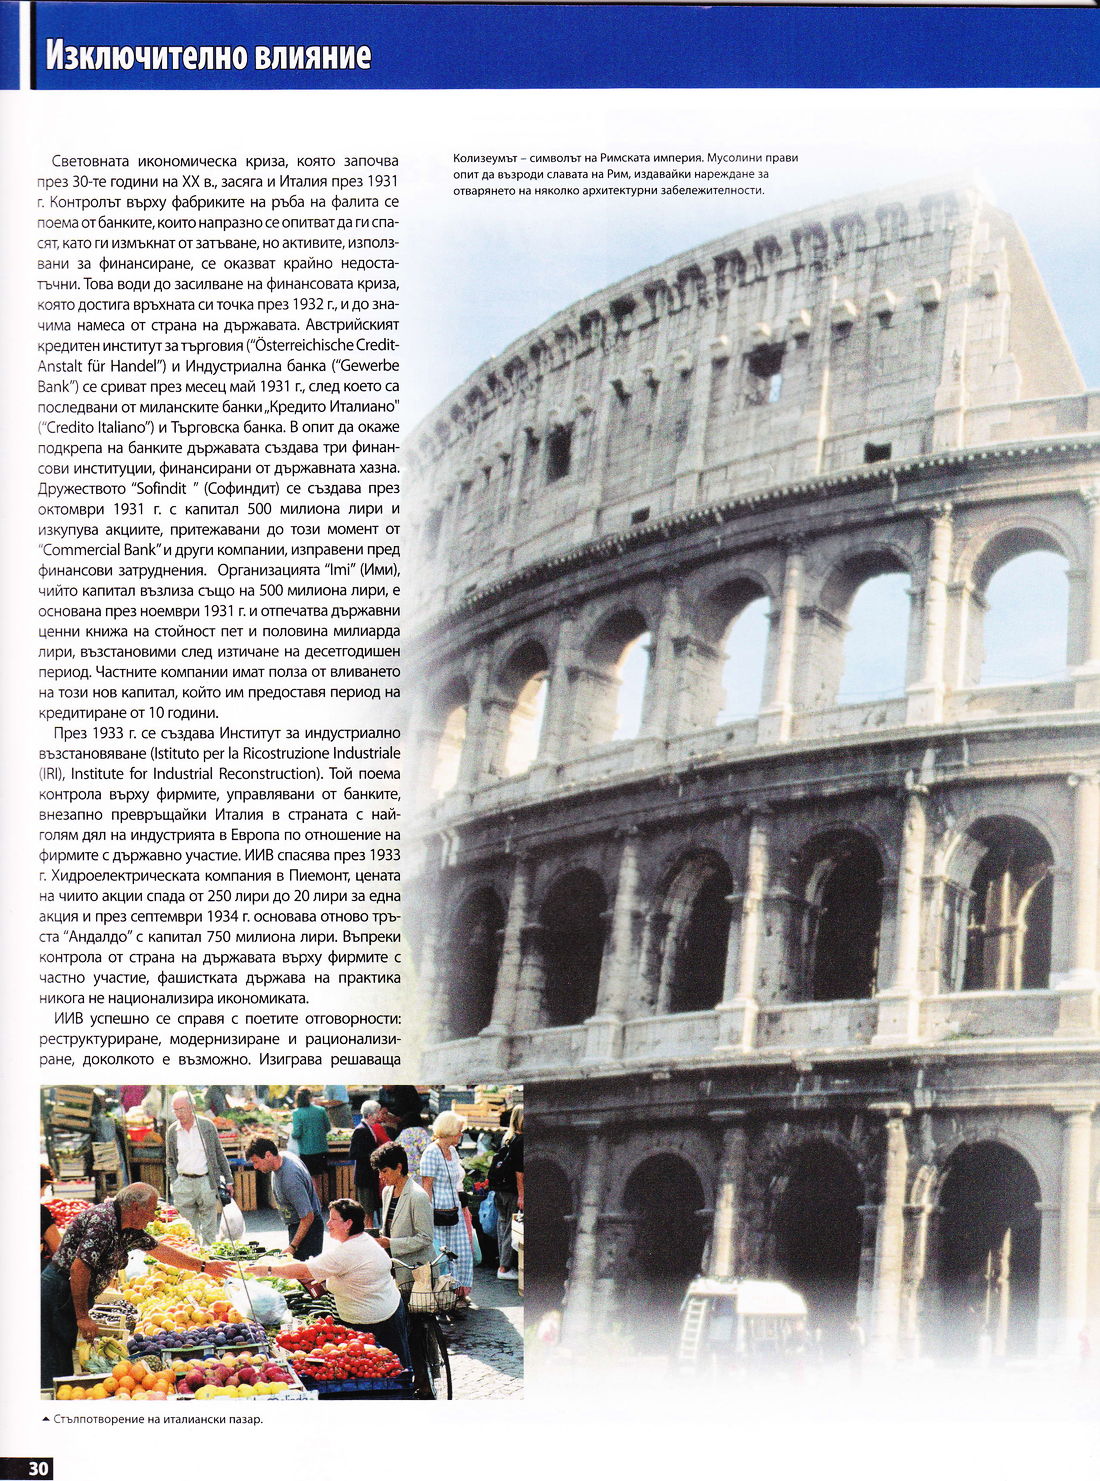 Изключително влияние
Световната икономическа криза, която започва
през 30-те години на XX в., засяга и Италия през 1931
г. Контролът върху фабриките на ръба на фалита се
поема от банките, които напразно се опитват да ги спа-
сят, като ги измъкнат от затъване, но активите, използ-
вани за финансиране, се оказват крайно недоста-
тъчни. Това води до засилване на финансовата криза,
която достига връхната си точка през 1932 г., и до зна-
чима намеса от страна на държавата. Австрийският
кредитен институт за търговия (“Österreichische Credit-
Anstalt für Handel”) и Индустриална банка (“Gewerbe
Bank”) се сриват през месец май 1931 г., след което са
последвани от миланските банки „Кредито Италиано"
(“Credito Italiano”) и Търговска банка. В опит да окаже
подкрепа на банките държавата създава три финан-
сови институции, финансирани от държавната хазна.
Дружеството “Sofindit ” (Софиндит) се създава през
октомври 1931 г. с капитал 500 милиона лири и
изкупува акциите, притежавани до този момент от
“Commercial Bank” и други компании, изправени пред
финансови затруднения. Организацията “Imi” (Ими),
чийто капитал възлиза също на 500 милиона лири, е
основана през ноември 1931 г. и отпечатва държавни
ценни книжа на стойност пет и половина милиарда
лири, възстановими след изтичане на десетгодишен
период. Частните компании имат полза от вливането
на този нов капитал, който им предоставя период на
кредитиране от 10 години.
През 1933 г. се създава Институт за индустриално
възстановяване (Istituto per la Ricostruzione Industriale
(IRI), Institute for Industrial Reconstruction). Той поема
контрола върху фирмите, управлявани от банките,
внезапно превръщайки Италия в страната с най-
голям дял на индустрията в Европа по отношение на
фирмите с държавно участие. ИИВ спасява през 1933
г. Хидроелектрическата компания в Пиемонт, цената
на чиито акции спада от 250 лири до 20 лири за една
акция и през септември 1934 г. основава отново тръ-
ста “Андалдо” с капитал 750 милиона лири. Въпреки
контрола от страна на държавата върху фирмите с
частно участие, фашистката държава на практика
никога не национализира икономиката.
ИИВ успешно се справя с поетите отговорности:
реструктуриране, модернизиране и рационализи-
ране, доколкото е възможно. Изиграва решаваща
Колизеумът – символът на Римската империя. Мусолини прави
опит да възроди славата на Рим, издавайки нареждане за
отварянето на няколко архитектурни забележителности.
Стълпотворение на италиански пазар.
30